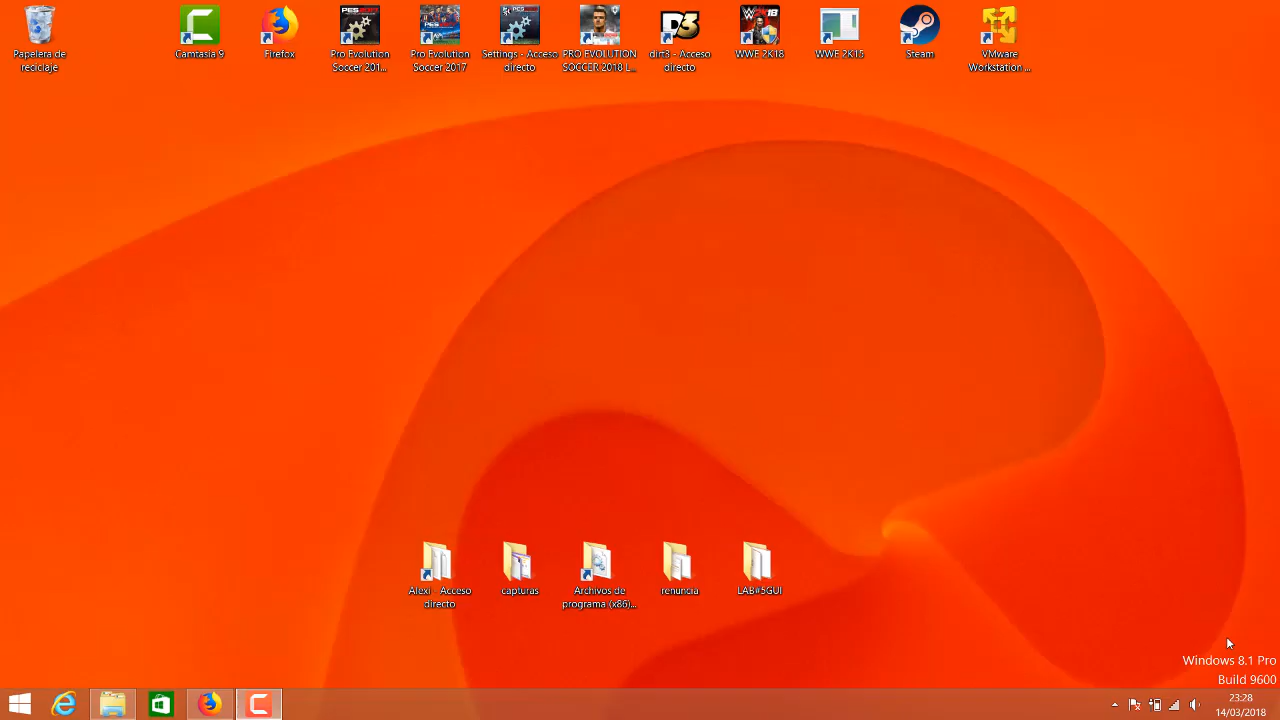 Papelera de
reciclaje
Camtasia 9
Firefox
Pro Evolution
Soccer 201...
Pro Evolution
Soccer 2017
Settings - Acceso
directo
PRO EVOLUTION
SOCCER 2018 L...
dirt3 - Acceso
directo
WWE 2K18
WWE 2K15
Steam
VMware
Workstation ...
Alexi - Acceso
directo
capturas
Archivos de
programa (x86)...
renuncia
LAB#5GUI
Windows 8.1 Pro
Build 9600
23:28
14/03/2018